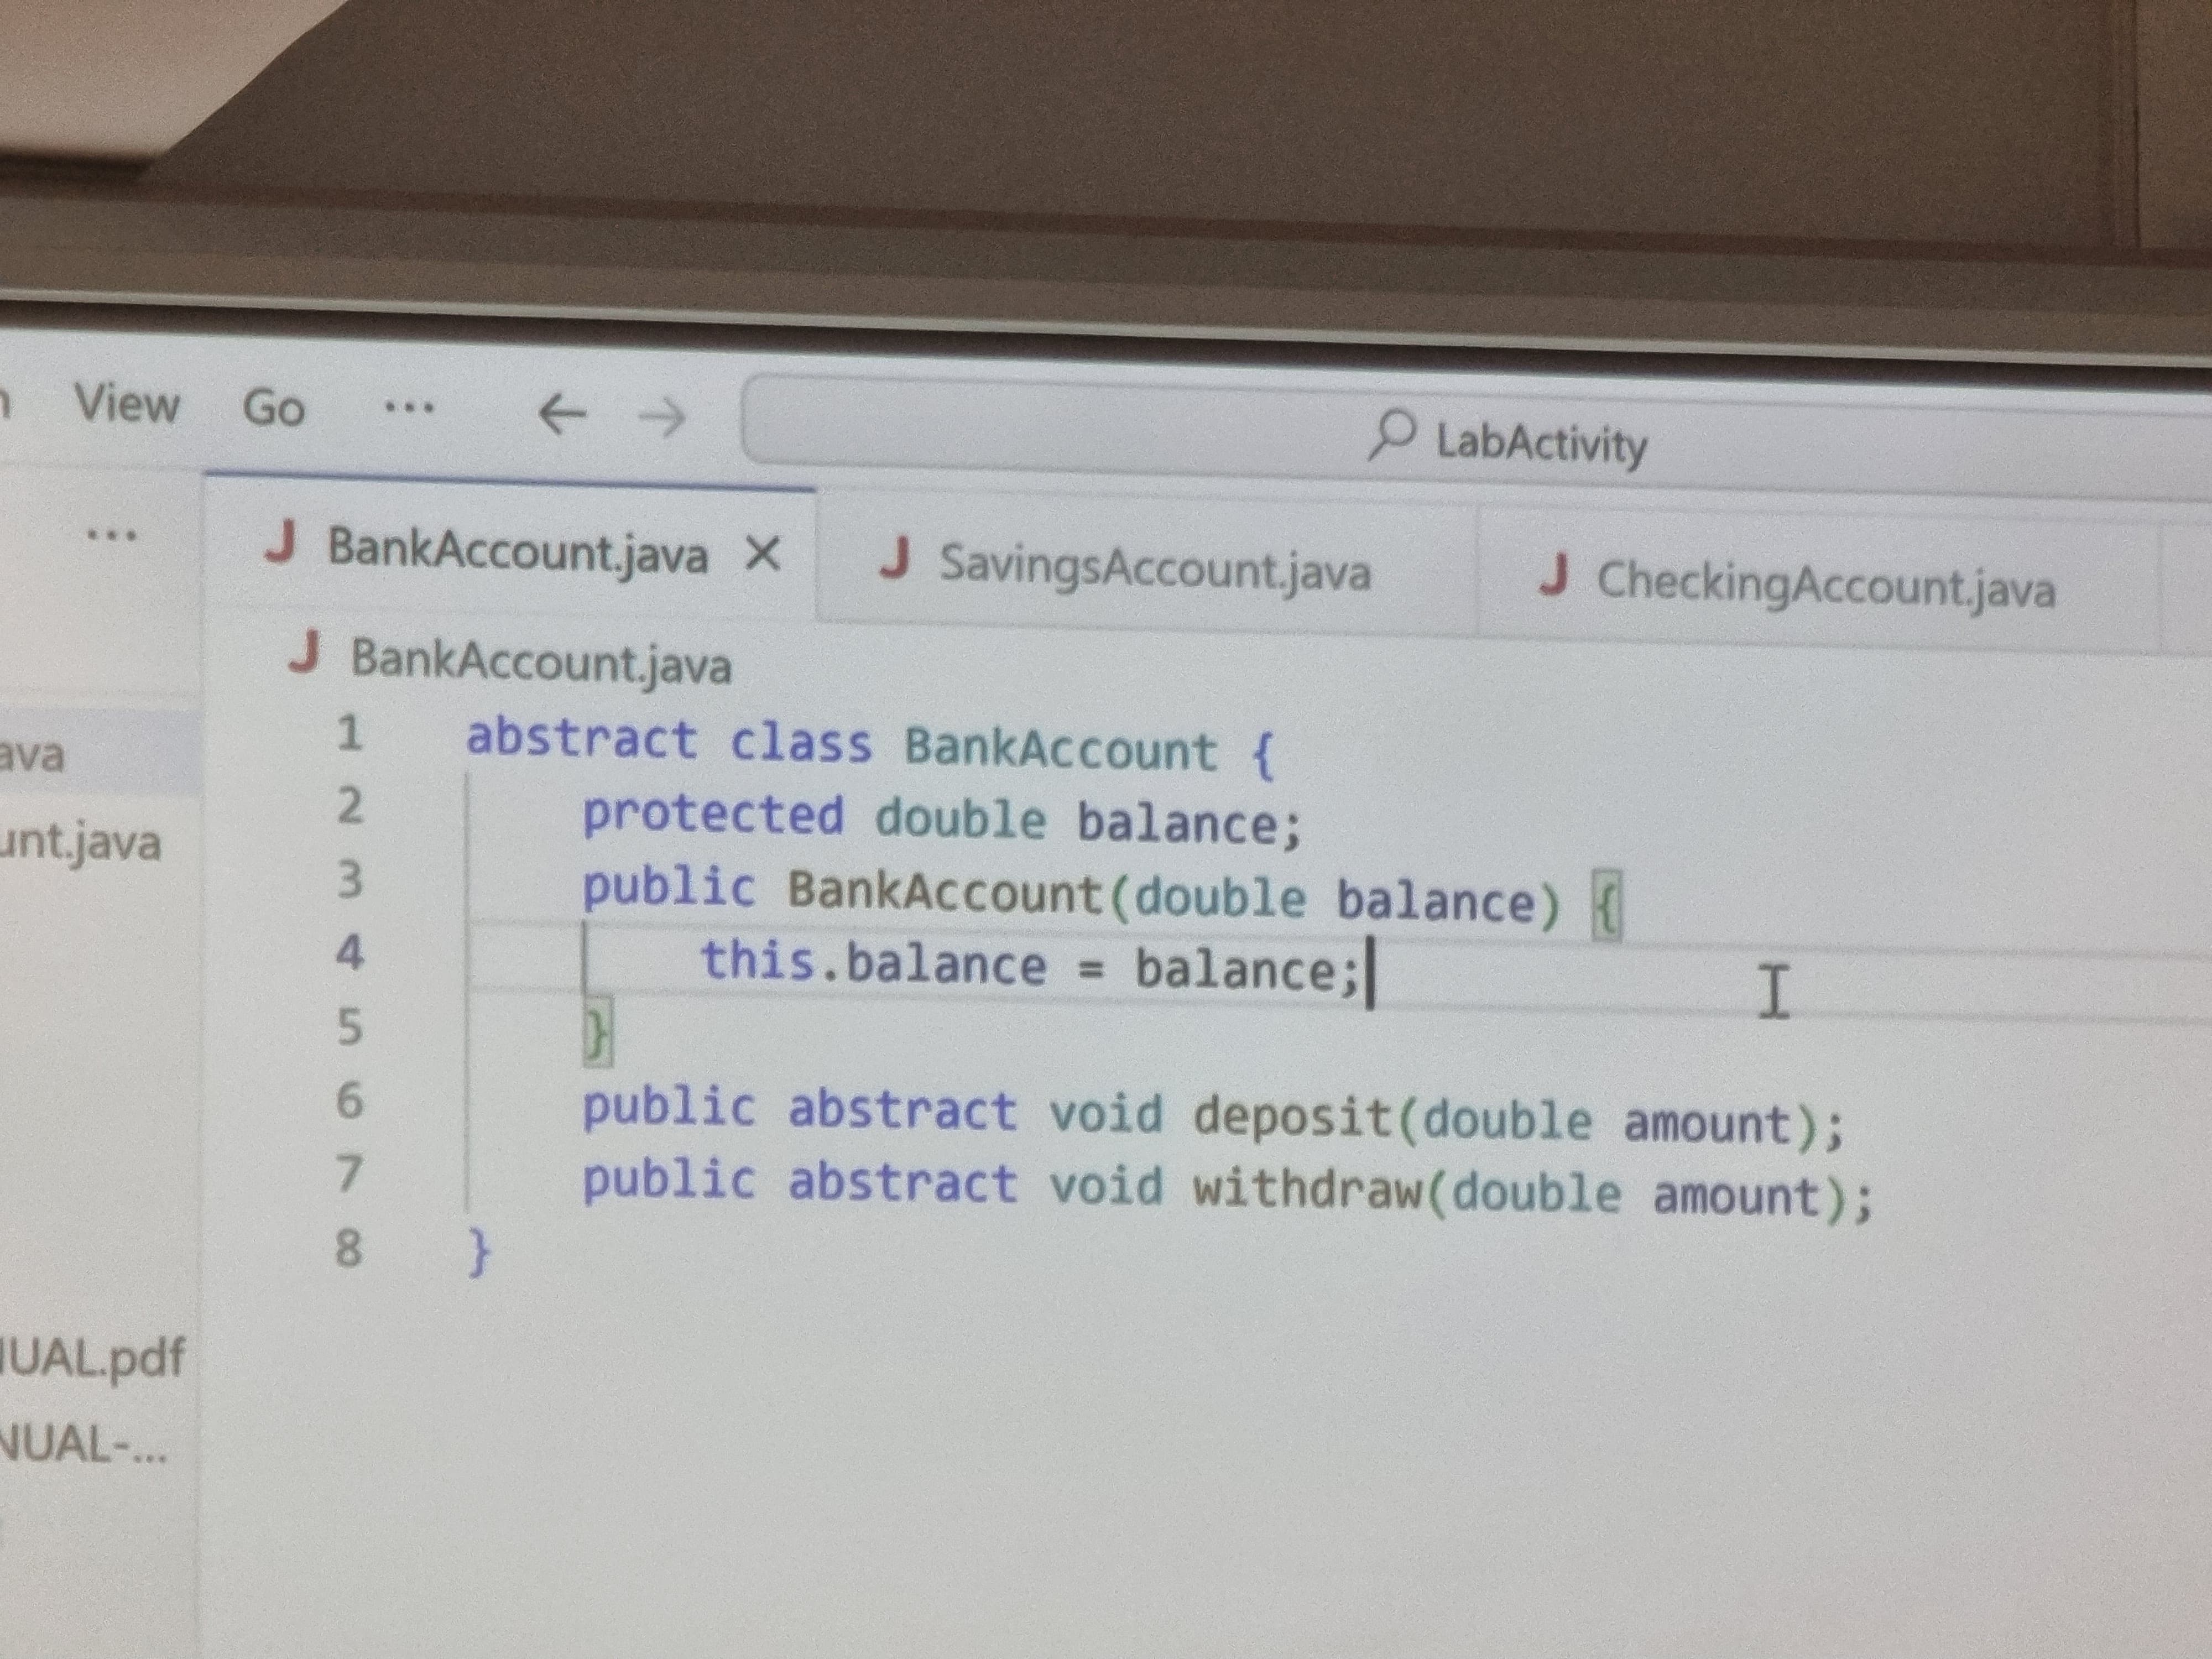 View Go ... ← → LabActivity
...
J BankAccount.java X J SavingsAccount.java J CheckingAccount.java
J BankAccount.java
1 abstract class BankAccount {
2 protected double balance;
3 public BankAccount(double balance) {
4 this.balance = balance;
5 }
6 public abstract void deposit(double amount);
7 public abstract void withdraw(double amount);
8 }
ava
unt.java
UAL.pdf
NUAL-...